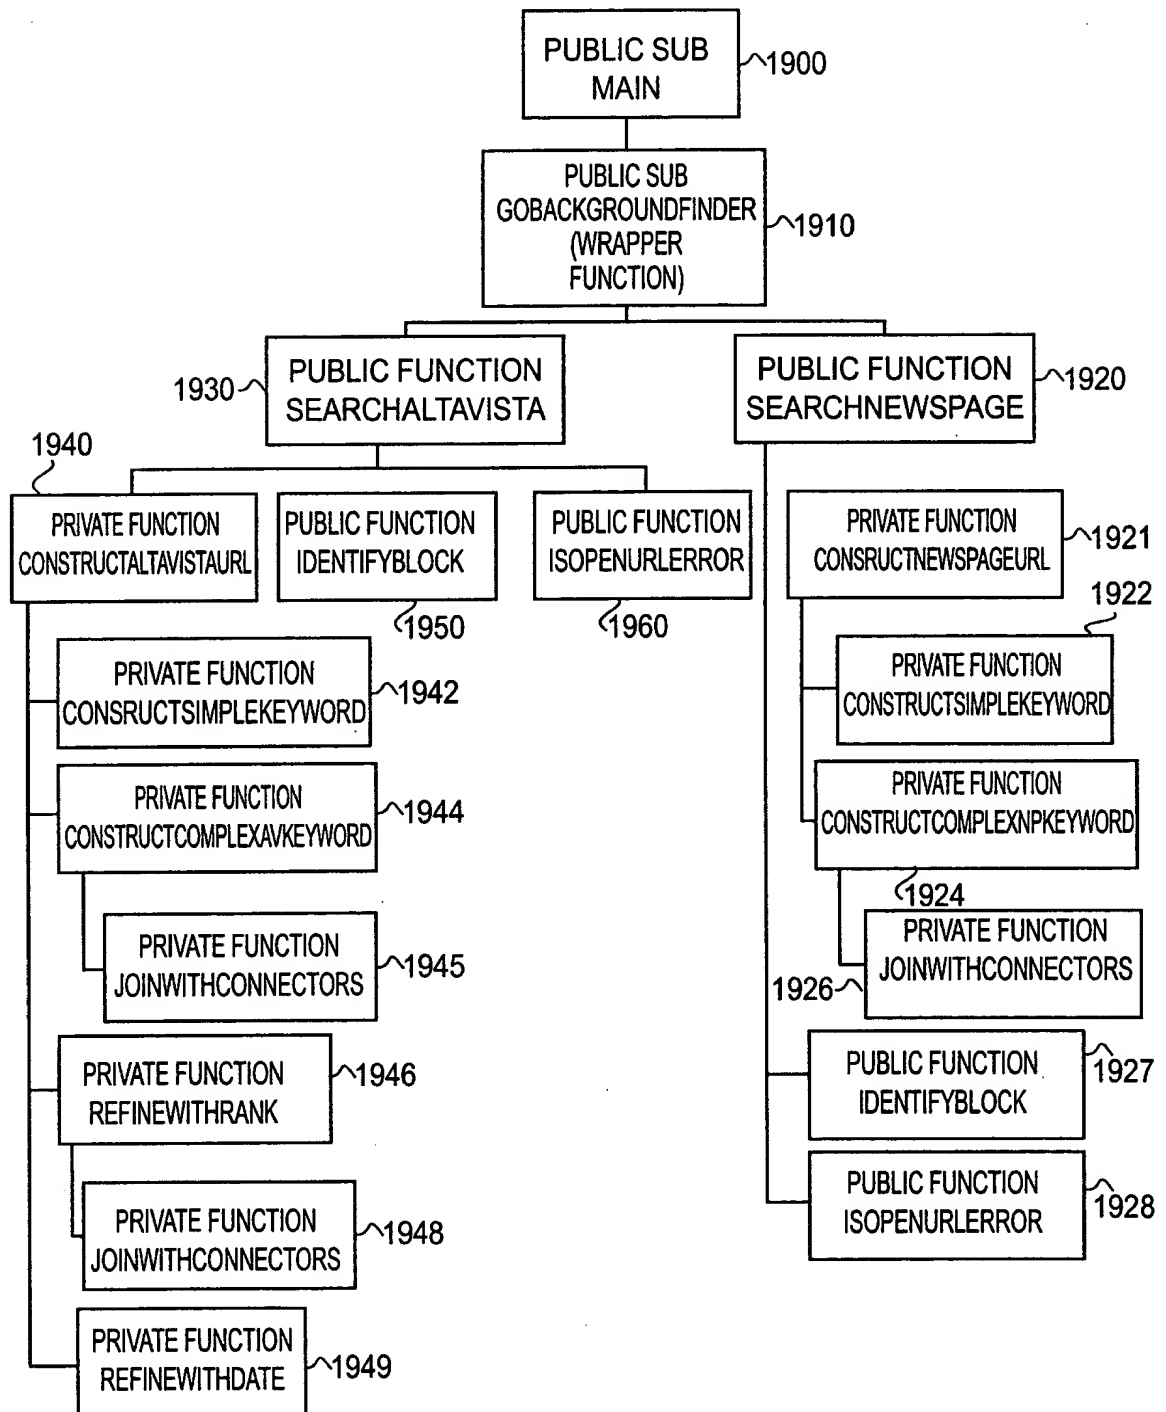 PUBLIC SUB
MAIN
1900
PUBLIC SUB
GOBACKGROUNDFINDER
(WRAPPER
FUNCTION)
1910
1930
PUBLIC FUNCTION
SEARCHALTAVISTA
PUBLIC FUNCTION
SEARCHNEWSPAGE
1920
1940
PRIVATE FUNCTION
CONSTRUCTALTAVISTAURL
PUBLIC FUNCTION
IDENTIFYBLOCK
1950
PUBLIC FUNCTION
ISOPENURLERROR
1960
PRIVATE FUNCTION
CONSRUCTNEWSPAGEURL
1921
1922
PRIVATE FUNCTION
CONSTRUCTSIMPLEKEYWORD
PRIVATE FUNCTION
CONSRUCTSIMPLEKEYWORD
1942
PRIVATE FUNCTION
CONSTRUCTCOMPLEXAVKEYWORD
1944
PRIVATE FUNCTION
CONSTRUCTCOMPLEXNPKEYWORD
1924
PRIVATE FUNCTION
JOINWITHCONNECTORS
1945
PRIVATE FUNCTION
JOINWITHCONNECTORS
1926
PRIVATE FUNCTION
REFINEWITHRANK
1946
PUBLIC FUNCTION
IDENTIFYBLOCK
1927
PRIVATE FUNCTION
JOINWITHCONNECTORS
1948
PUBLIC FUNCTION
ISOPENURLERROR
1928
PRIVATE FUNCTION
REFINEWITHDATE
1949